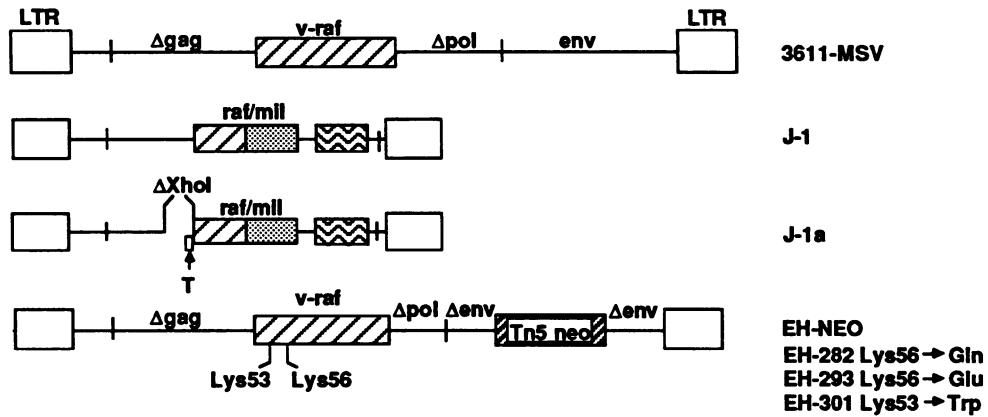 LTR LTR
Δgag v-raf Δpol env 3611-MSV
raf/mil
J-1
ΔXhoI
raf/mil
J-1a
T
v-raf
Δgag Δpol Δenv Tn5 neo Δenv EH-NEO
Lys53 Lys56
EH-282 Lys56 → Gln
EH-293 Lys56 → Glu
EH-301 Lys53 → Trp